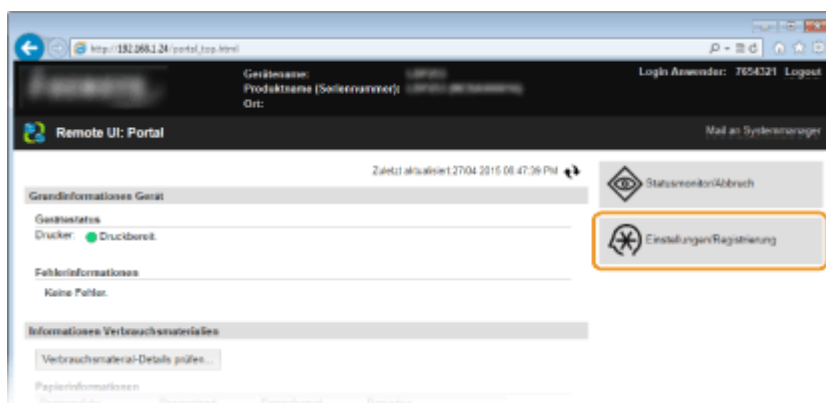 http://192.168.1.24/portal_top.html
Gerätename:
Produktname (Seriennummer):
Ort:
Login Anwender: 7654321 Logout
Remote UI: Portal
Mail an Systemmanager
Zuletzt aktualisiert 27/04 2015 08:47:39 PM
Grundinformationen Gerät
Gerätestatus
Drucker: Druckbereit.
Fehlerinformationen
Keine Fehler.
Informationen Verbrauchsmaterialien
Verbrauchsmaterial-Details prüfen...
Papierinformationen
Statusmonitor/Abbruch
Einstellungen/Registrierung